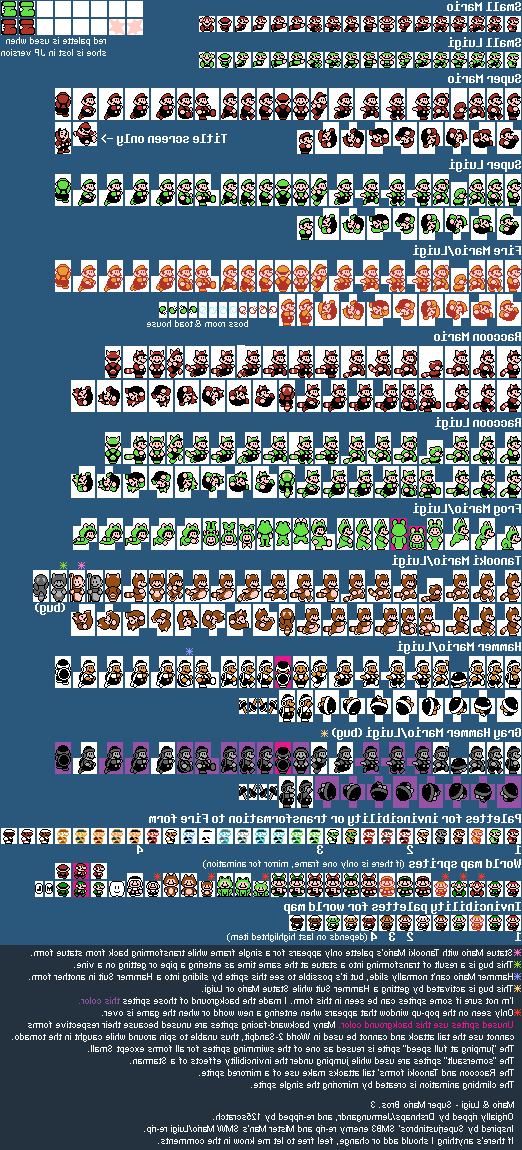 Small Mario
Small Luigi
red palette is used when
shoe is lost in JP version
Super Mario
Title screen only ->
Super Luigi
Fire Mario/Luigi
boss room & toad house
Raccoon Mario
Raccoon Luigi
Frog Mario/Luigi
Tanooki Mario/Luigi
(bug)
Hammer Mario/Luigi
Gray Hammer Mario/Luigi (bug)
Palettes for invincibility or transformation to Fire form
1 2 3 4
World map sprites (if there is only one frame, mirror for animation)
Invincibility palettes for world map
1 2 3 4 (depends on last highlighted item)
Statue Mario with Tanooki Mario's palette only appears for a single frame while transforming back from statue form.
This bug is a result of transforming into a statue at the same time as entering a pipe or getting on a vine.
Hammer Mario can't normally slide, but it's possible to see this sprite by sliding into a Hammer Suit in another form.
This bug is activated by getting a Hammer Suit while Statue Mario or Luigi.
I'm not sure if some sprites can be seen in this form. I made the background of those sprites this color.
Only seen on the pop-up window that appears when entering a new world or when the game is over.
Unused sprites use this background color. Many backward-facing sprites are unused because their respective forms
cannot use the tail attack and cannot be used in World 2-Sandpit, thus unable to spin around while caught in the tornado.
The "jumping at full speed" sprite is reused as one of the swimming sprites for all forms except Small.
The "somersault" sprites are used while jumping under the invincibility effects of a Starman.
The Raccoon and Tanooki forms' tail attacks make use of a mirrored sprite.
The climbing animation is created by mirroring the single sprite.
Mario & Luigi - Super Mario Bros. 3
Originally ripped by Dr.chaps/Jermungandr, and re-ripped by 125scratch.
Inspired by Superjustinbros' SMB3 enemy re-rip and Mister Man's SMW Mario/Luigi re-rip.
If there's anything I should add or change, feel free to let me know in the comments.